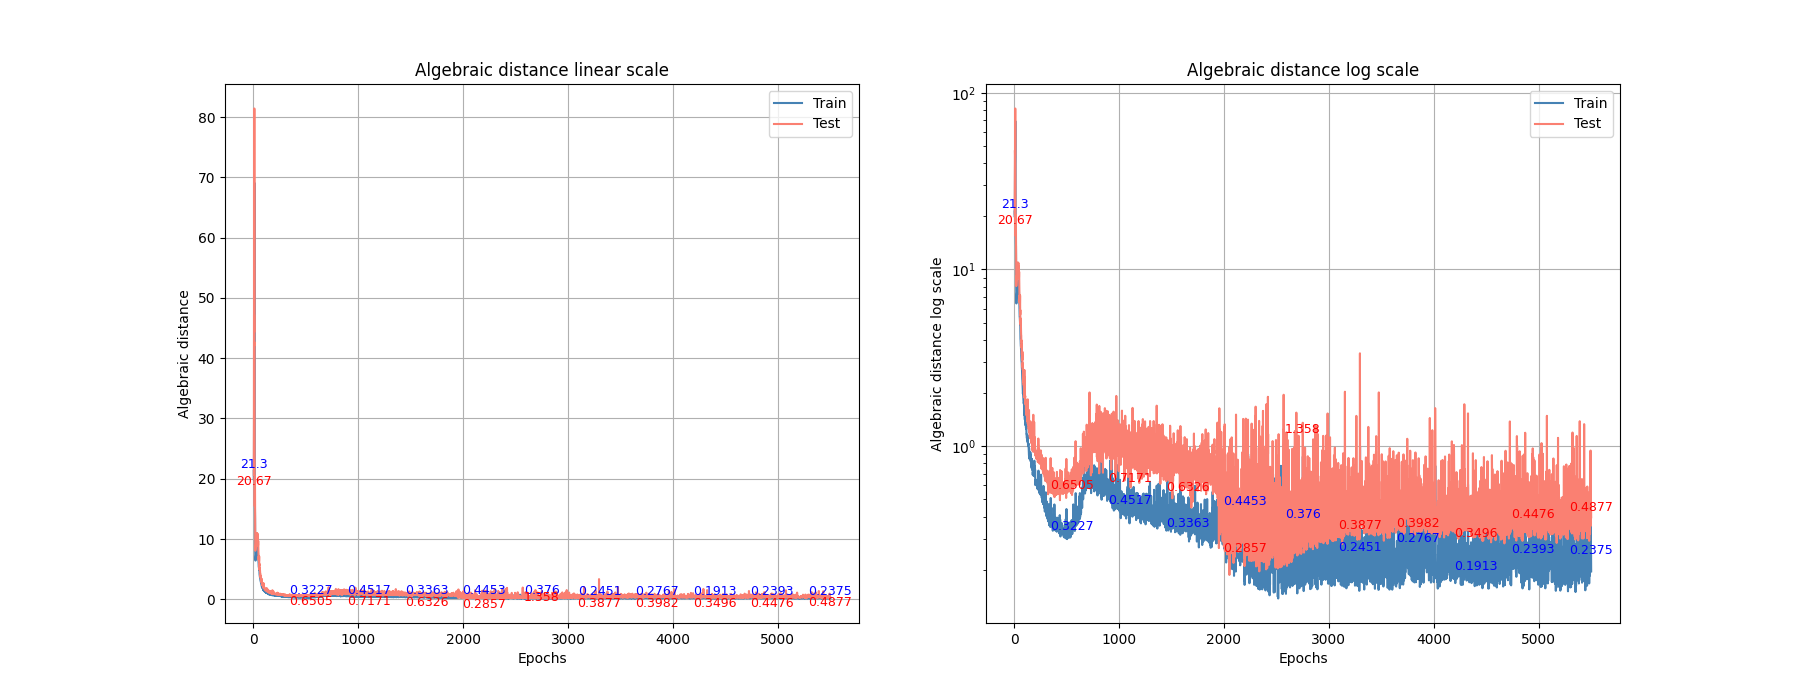 Algebraic distance linear scale
Train
Test
80
70
60
50
40
30
20
10
0
Algebraic distance
21.3
20.67
0.3227 0.4517 0.3363 0.4453 0.376 0.2451 0.2767 0.1913 0.2393 0.2375
0.6505 0.7171 0.6326 0.2857 1.358 0.3877 0.3982 0.3496 0.4476 0.4877
0 1000 2000 3000 4000 5000
Epochs
Algebraic distance log scale
Train
Test
10²
10¹
10⁰
Algebraic distance log scale
21.3
20.67
0.6505
0.3227
0.7171
0.4517
0.6326
0.3363
0.4453
0.2857
1.358
0.376
0.3877
0.2451
0.3982
0.2767
0.3496
0.1913
0.4476
0.2393
0.4877
0.2375
0 1000 2000 3000 4000 5000
Epochs